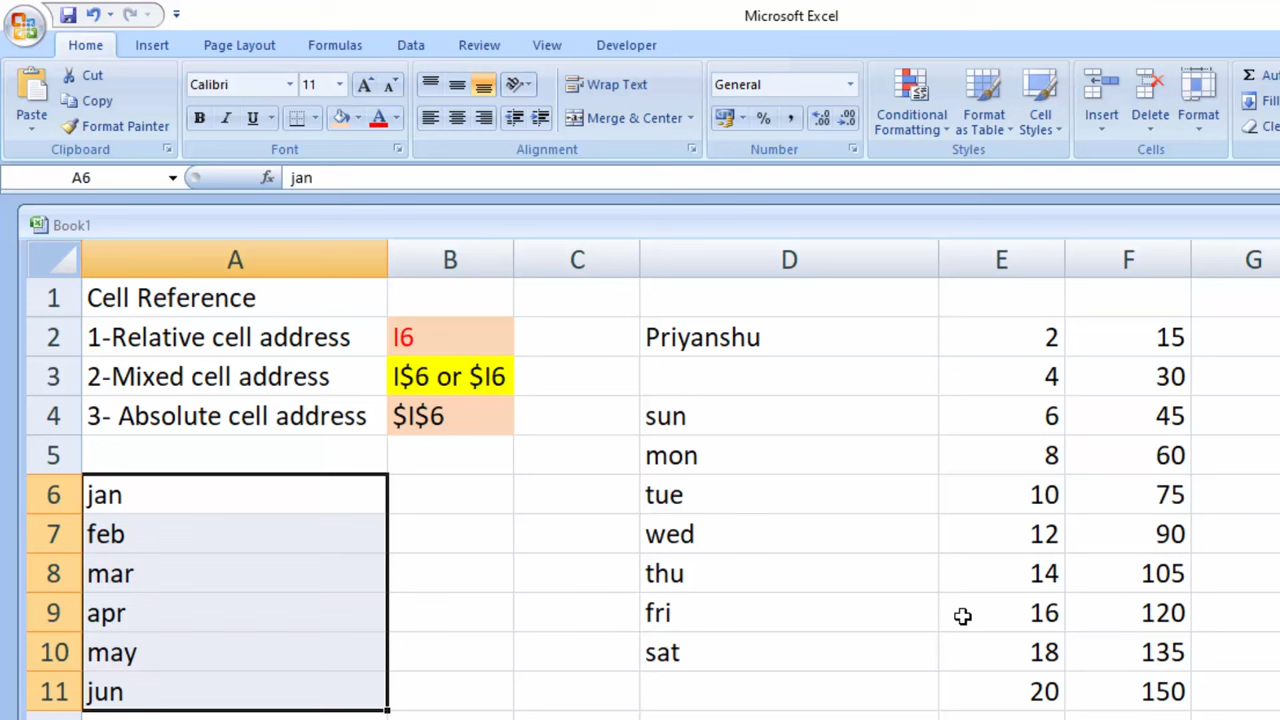 Microsoft Excel
Home Insert Page Layout Formulas Data Review View Developer
Paste
Cut
Copy
Format Painter
Clipboard
Calibri 11 A A
B I U A
Font
Wrap Text
Merge & Center
Alignment
General
% , .0 .00 .00 .0
Number
Conditional Formatting
Format as Table
Cell Styles
Styles
Insert Delete Format
Cells
Σ
A6 fx jan
Book1
A B C D E F G
1 Cell Reference
2 1-Relative cell address I6 Priyanshu 2 15
3 2-Mixed cell address I$6 or $I6 4 30
4 3- Absolute cell address $I$6 sun 6 45
5 mon 8 60
6 jan tue 10 75
7 feb wed 12 90
8 mar thu 14 105
9 apr fri 16 120
10 may sat 18 135
11 jun 20 150